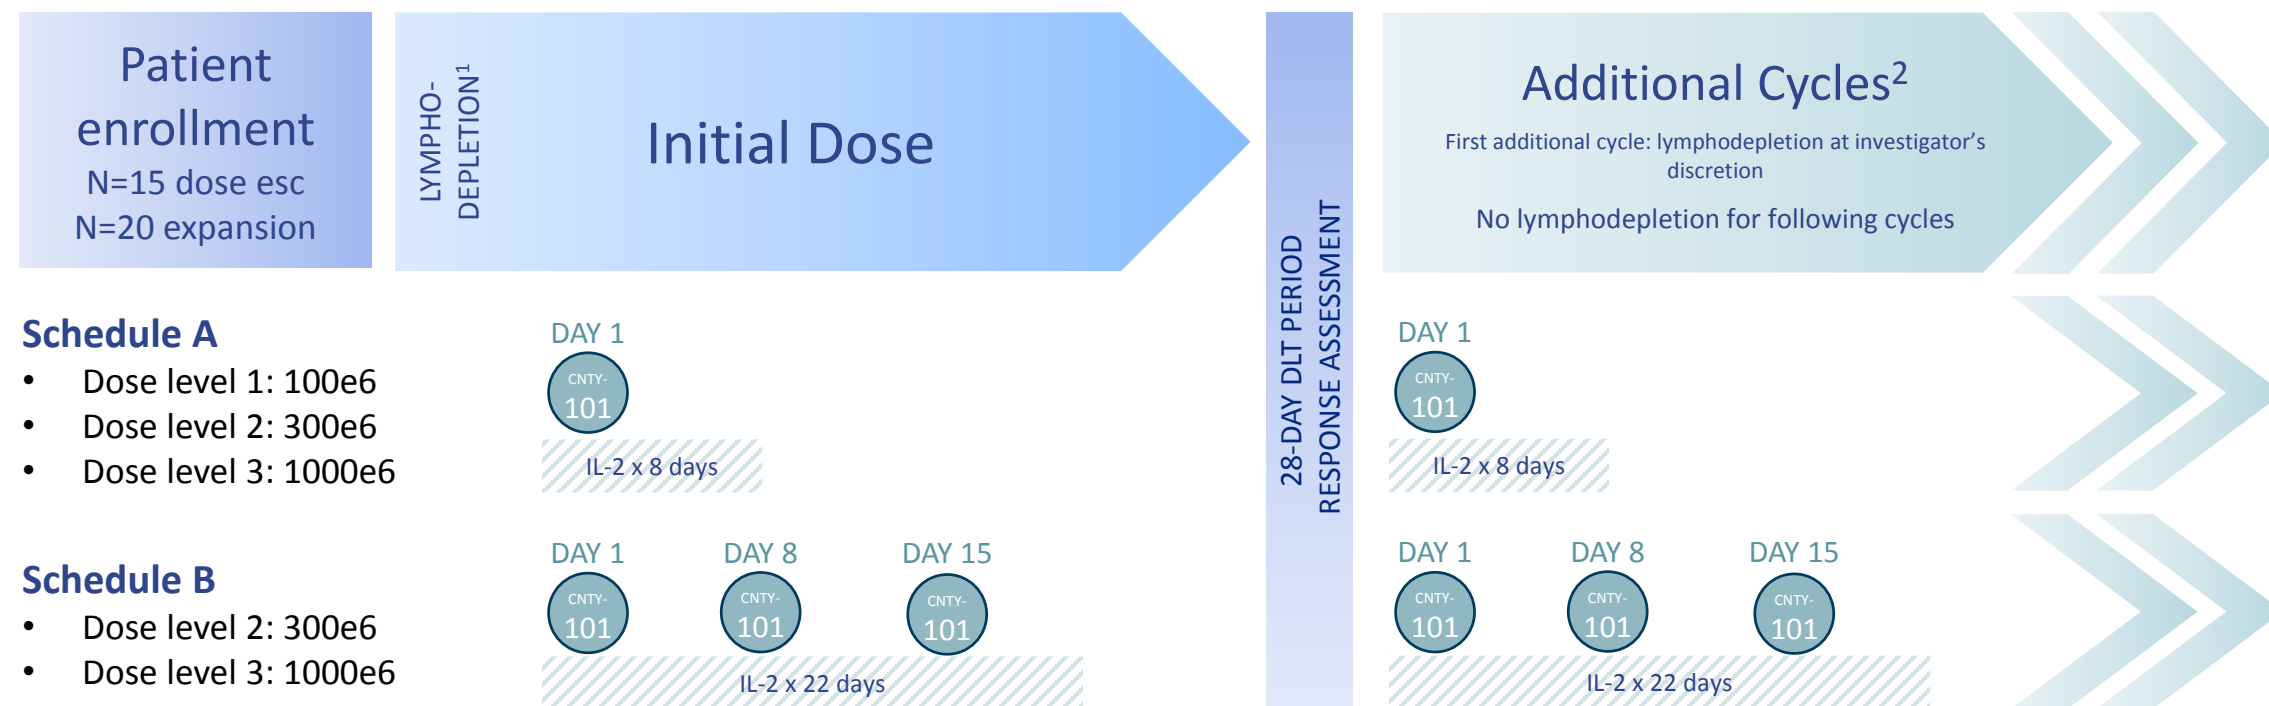 Patient
enrollment
N=15 dose esc
N=20 expansion
LYMPHO-
DEPLETION1
Initial Dose
28-DAY DLT PERIOD
RESPONSE ASSESSMENT
Additional Cycles2
First additional cycle: lymphodepletion at investigator’s
discretion
No lymphodepletion for following cycles
Schedule A
• Dose level 1: 100e6
• Dose level 2: 300e6
• Dose level 3: 1000e6
DAY 1
CNTY-
101
IL-2 x 8 days
DAY 1
CNTY-
101
IL-2 x 8 days
Schedule B
• Dose level 2: 300e6
• Dose level 3: 1000e6
DAY 1
CNTY-
101
DAY 8
CNTY-
101
DAY 15
CNTY-
101
IL-2 x 22 days
DAY 1
CNTY-
101
DAY 8
CNTY-
101
DAY 15
CNTY-
101
IL-2 x 22 days